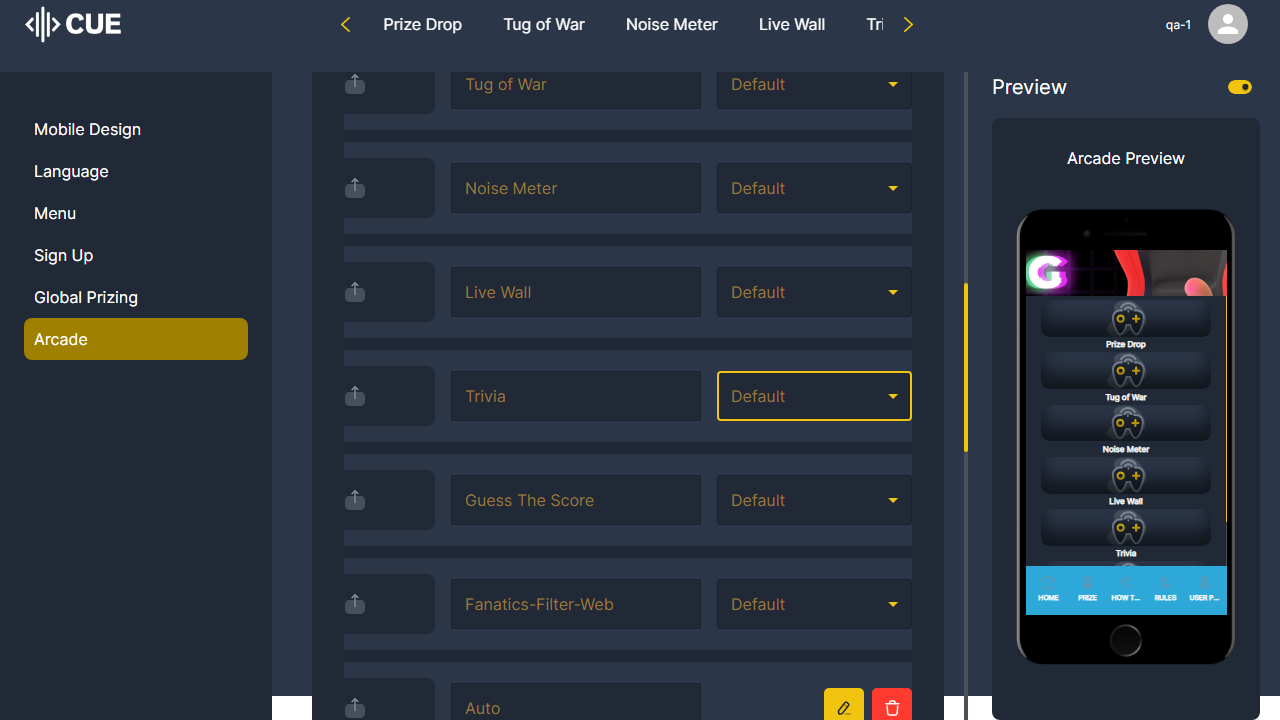 CUE
Prize Drop
Tug of War
Noise Meter
Live Wall
Tri
qa-1
Mobile Design
Language
Menu
Sign Up
Global Prizing
Arcade
Tug of War
Default
Noise Meter
Default
Live Wall
Default
Trivia
Default
Guess The Score
Default
Fanatics-Filter-Web
Default
Auto
Preview
Arcade Preview
G
Prize Drop
Tug of War
Noise Meter
Live Wall
Trivia
HOME
PRIZE
HOW T...
RULES
USER P...